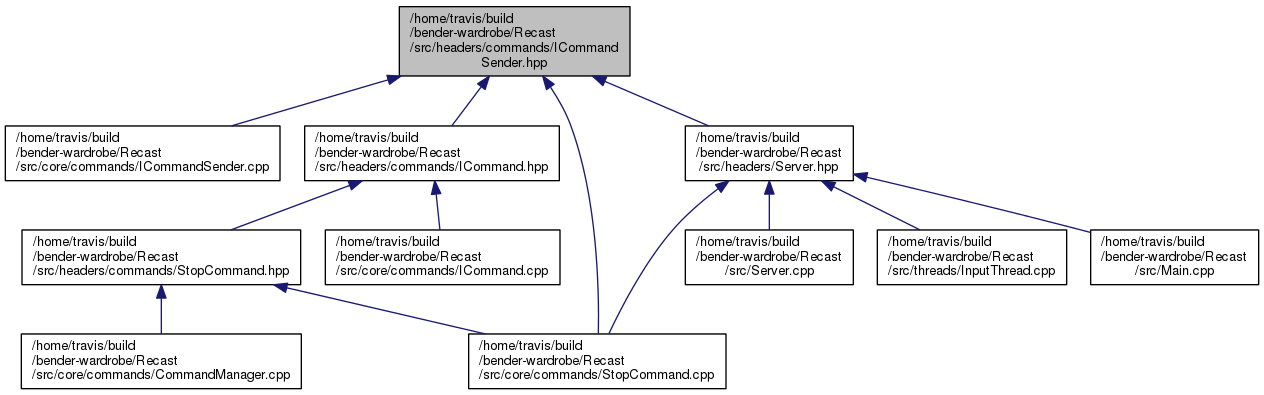 /home/travis/build
/bender-wardrobe/Recast
/src/headers/commands/ICommand
Sender.hpp
/home/travis/build
/bender-wardrobe/Recast
/src/core/commands/ICommandSender.cpp
/home/travis/build
/bender-wardrobe/Recast
/src/headers/commands/ICommand.hpp
/home/travis/build
/bender-wardrobe/Recast
/src/headers/Server.hpp
/home/travis/build
/bender-wardrobe/Recast
/src/headers/commands/StopCommand.hpp
/home/travis/build
/bender-wardrobe/Recast
/src/core/commands/ICommand.cpp
/home/travis/build
/bender-wardrobe/Recast
/src/Server.cpp
/home/travis/build
/bender-wardrobe/Recast
/src/threads/InputThread.cpp
/home/travis/build
/bender-wardrobe/Recast
/src/Main.cpp
/home/travis/build
/bender-wardrobe/Recast
/src/core/commands/CommandManager.cpp
/home/travis/build
/bender-wardrobe/Recast
/src/core/commands/StopCommand.cpp